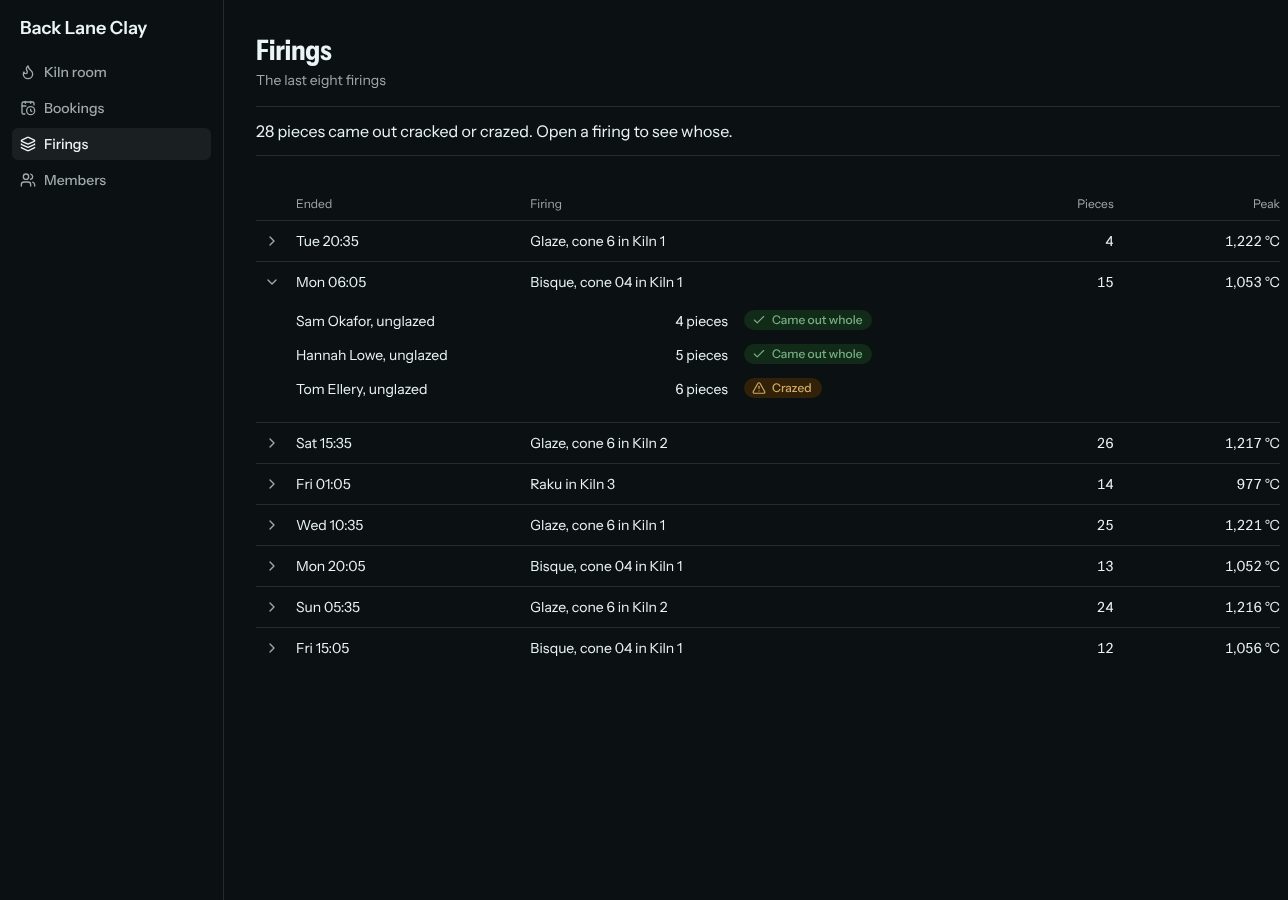 Back Lane Clay
Kiln room
Bookings
Firings
Members
Firings
The last eight firings
28 pieces came out cracked or crazed. Open a firing to see whose.
Ended Firing Pieces Peak
Tue 20:35 Glaze, cone 6 in Kiln 1 4 1,222 °C
Mon 06:05 Bisque, cone 04 in Kiln 1 15 1,053 °C
Sam Okafor, unglazed 4 pieces Came out whole
Hannah Lowe, unglazed 5 pieces Came out whole
Tom Ellery, unglazed 6 pieces Crazed
Sat 15:35 Glaze, cone 6 in Kiln 2 26 1,217 °C
Fri 01:05 Raku in Kiln 3 14 977 °C
Wed 10:35 Glaze, cone 6 in Kiln 1 25 1,221 °C
Mon 20:05 Bisque, cone 04 in Kiln 1 13 1,052 °C
Sun 05:35 Glaze, cone 6 in Kiln 2 24 1,216 °C
Fri 15:05 Bisque, cone 04 in Kiln 1 12 1,056 °C